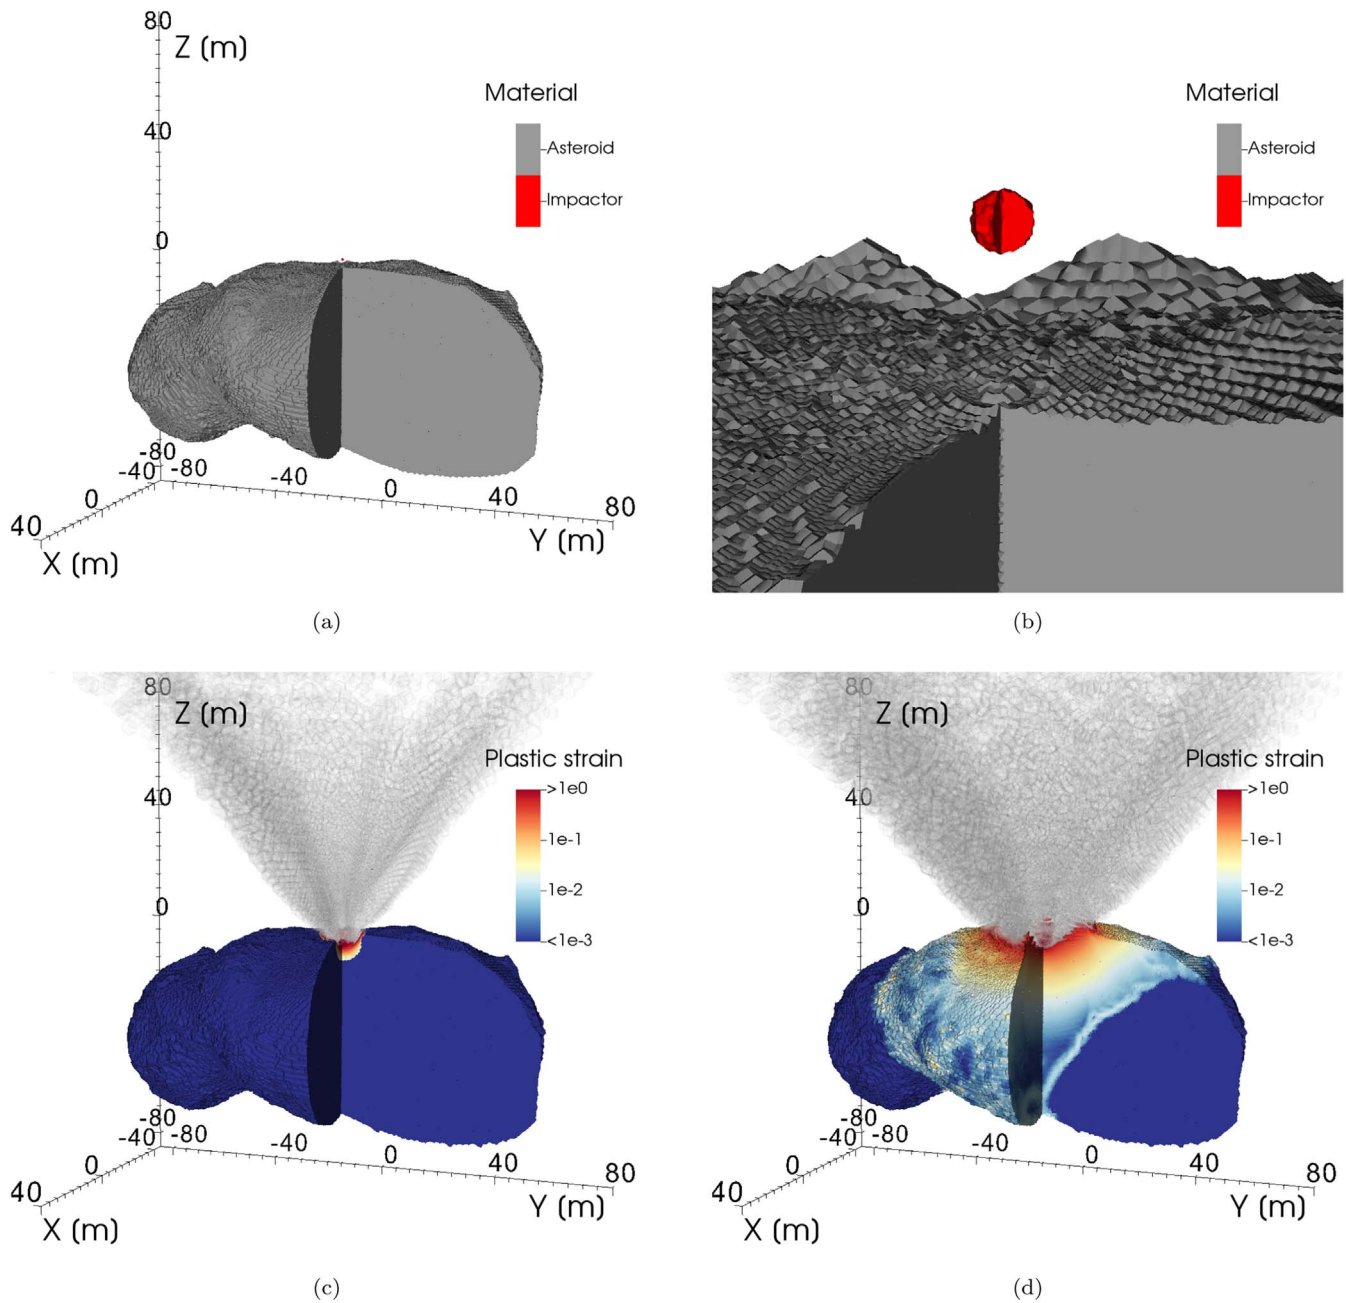 80
Z (m)
Material
40
Asteroid
Impactor
0
-80
-40
-80
-40
0
0
40
80
40
X (m)
Y (m)
(a)
Material
Asteroid
Impactor
(b)
80
Z (m)
Plastic strain
>1e0
40
1e-1
1e-2
0
<1e-3
-80
-40
-80
-40
0
0
40
80
40
X (m)
Y (m)
(c)
80
Z (m)
Plastic strain
>1e0
40
1e-1
1e-2
0
<1e-3
-80
-40
-80
-40
0
0
40
80
40
X (m)
Y (m)
(d)